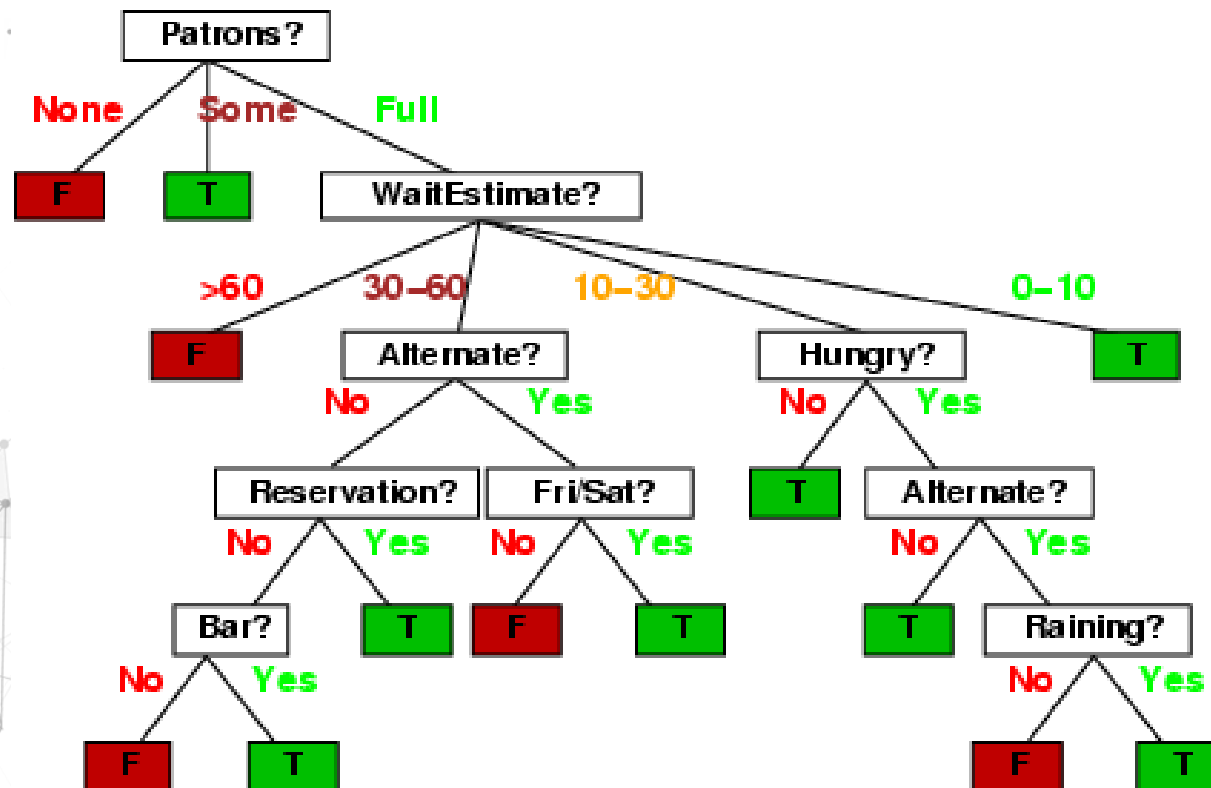 Patrons?
None Some Full
F T WaitEstimate?
>60 30–60 10–30 0–10
F Alternate? Hungry? T
No Yes No Yes
Reservation? Fri/Sat? T Alternate?
No Yes No Yes No Yes
Bar? T F T T Raining?
No Yes No Yes
F T F T